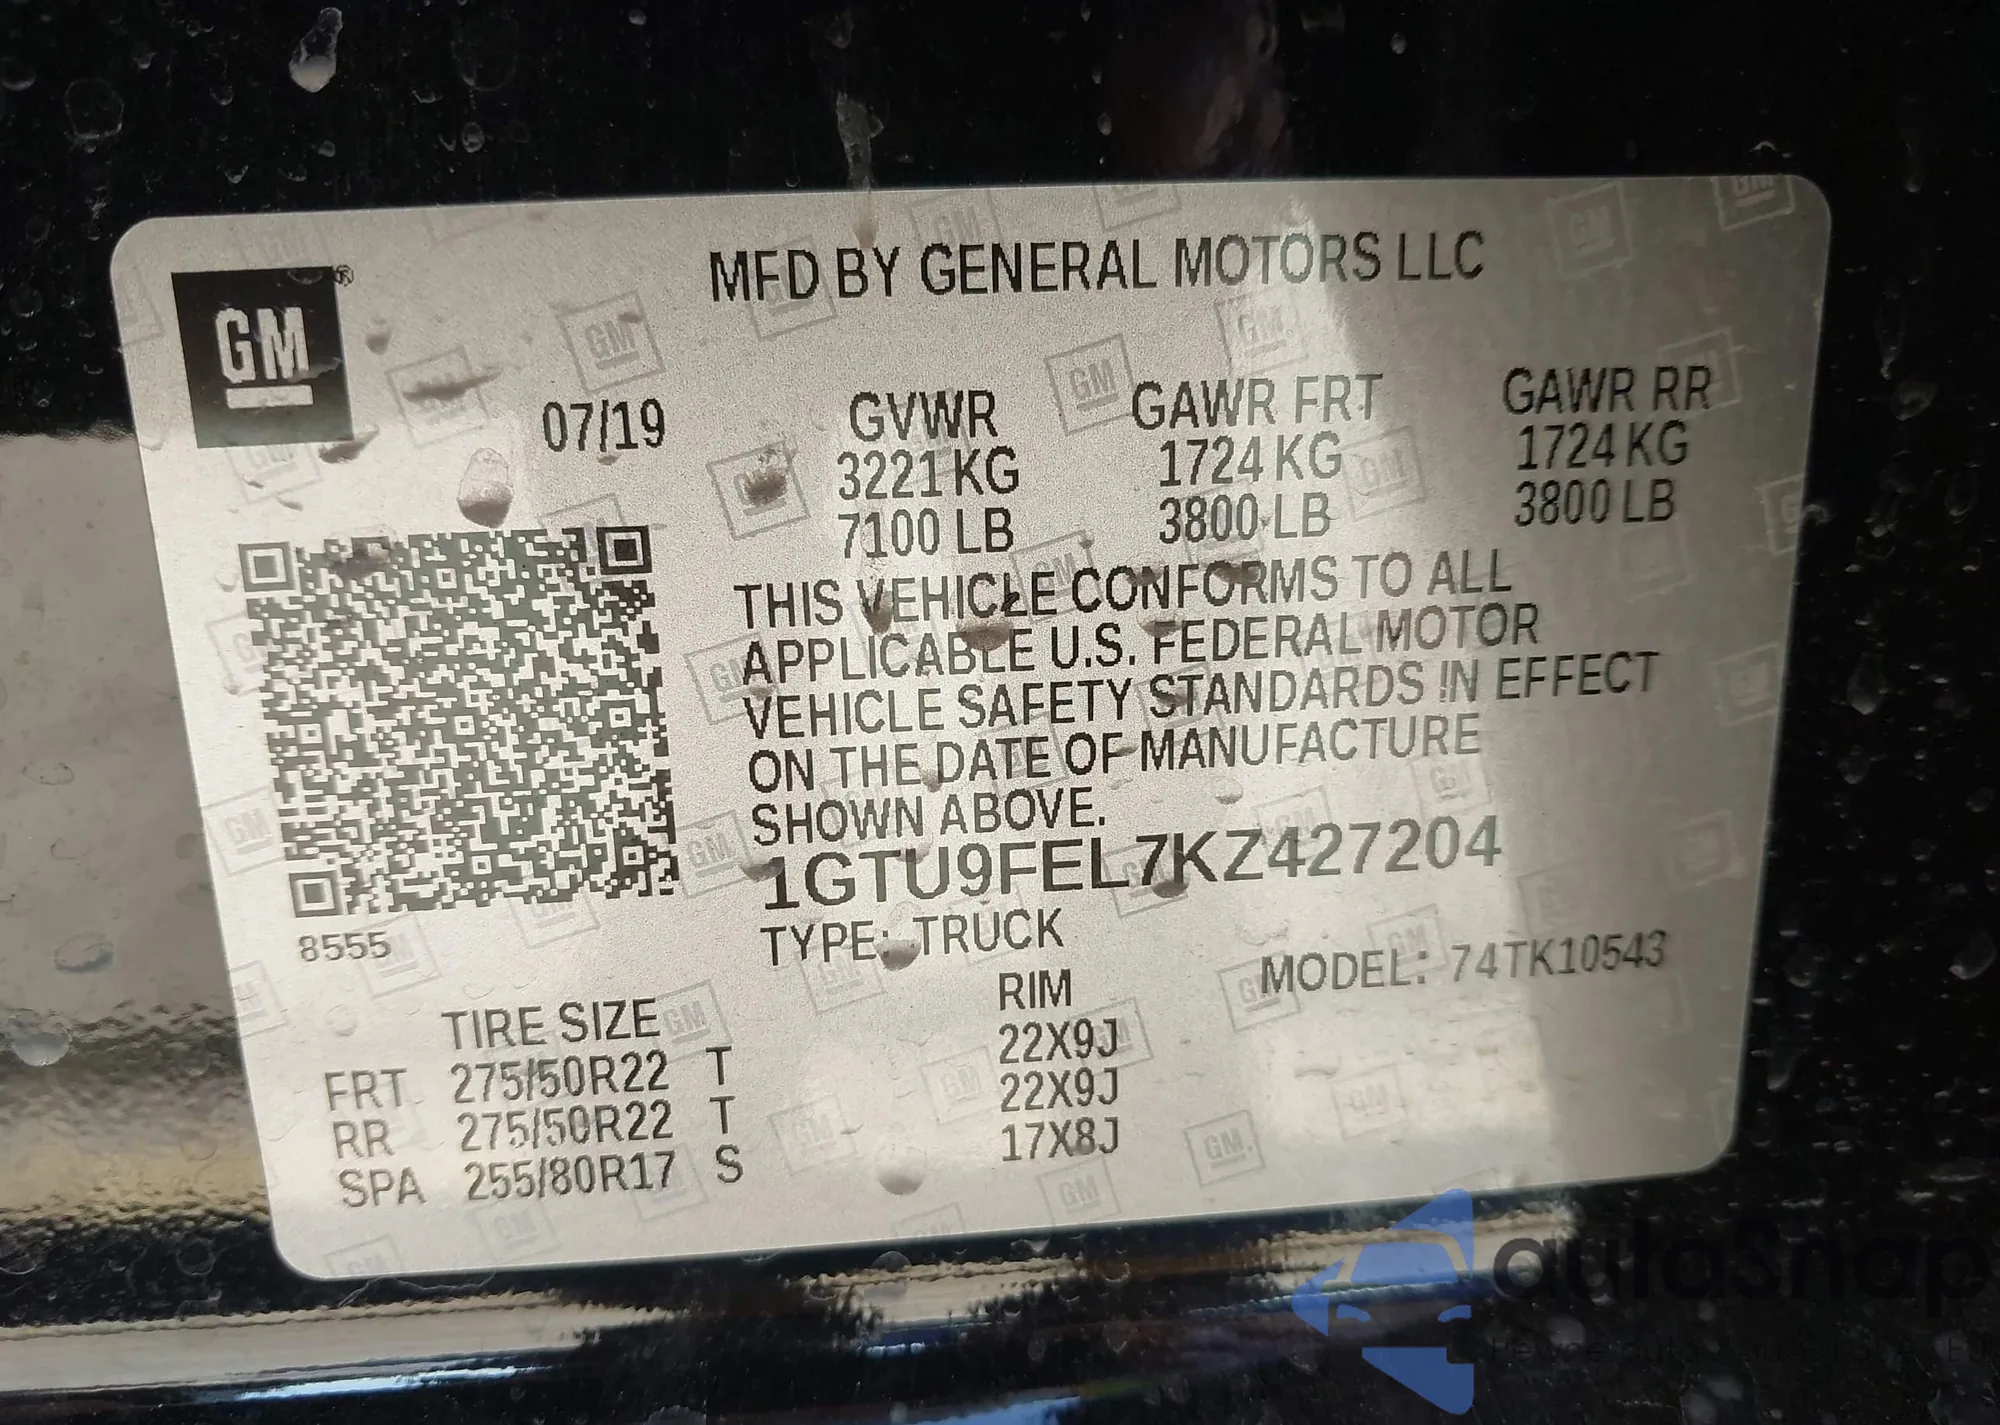 MFD BY GENERAL MOTORS LLC
GM ®
07/19 GVWR GAWR FRT GAWR RR
3221 KG 1724 KG 1724 KG
7100 LB 3800 LB 3800 LB
THIS VEHICLE CONFORMS TO ALL
APPLICABLE U.S. FEDERAL MOTOR
VEHICLE SAFETY STANDARDS IN EFFECT
ON THE DATE OF MANUFACTURE
SHOWN ABOVE.
1GTU9FEL7KZ427204
8555
TYPE: TRUCK
MODEL: 74TK10543
TIRE SIZE RIM
FRT 275/50R22 T 22X9J
RR 275/50R22 T 22X9J
SPA 255/80R17 S 17X8J
autosnap